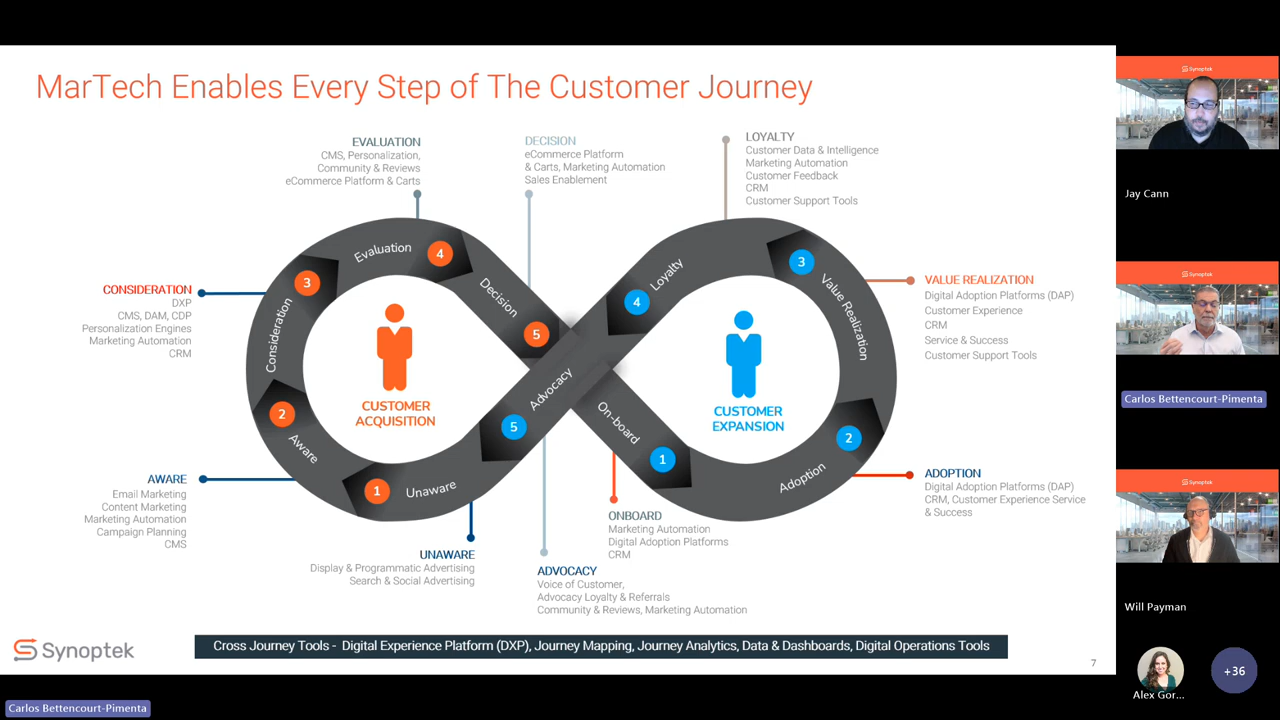 MarTech Enables Every Step of The Customer Journey
EVALUATION
CMS, Personalization,
Community & Reviews
eCommerce Platform & Carts
DECISION
eCommerce Platform
& Carts, Marketing Automation
Sales Enablement
LOYALTY
Customer Data & Intelligence
Marketing Automation
Customer Feedback
CRM
Customer Support Tools
CONSIDERATION
DXP
CMS, DAM, CDP
Personalization Engines
Marketing Automation
CRM
VALUE REALIZATION
Digital Adoption Platforms (DAP)
Customer Experience
CRM
Service & Success
Customer Support Tools
Evaluation
4
Decision
5
3
Consideration
2
Aware
1
Unaware
CUSTOMER
ACQUISITION
Loyalty
4
3
Value Realization
Advocacy
5
On-board
1
Adoption
2
CUSTOMER
EXPANSION
AWARE
Email Marketing
Content Marketing
Marketing Automation
Campaign Planning
CMS
UNAWARE
Display & Programmatic Advertising
Search & Social Advertising
ADVOCACY
Voice of Customer,
Advocacy Loyalty & Referrals
Community & Reviews, Marketing Automation
ONBOARD
Marketing Automation
Digital Adoption Platforms
CRM
ADOPTION
Digital Adoption Platforms (DAP)
CRM, Customer Experience Service
& Success
Synoptek
Cross Journey Tools - Digital Experience Platform (DXP), Journey Mapping, Journey Analytics, Data & Dashboards, Digital Operations Tools
7
Carlos Bettencourt-Pimenta
Synoptek
Jay Cann
Synoptek
Carlos Bettencourt-Pimenta
Synoptek
Will Payman
Alex Gor...
+36